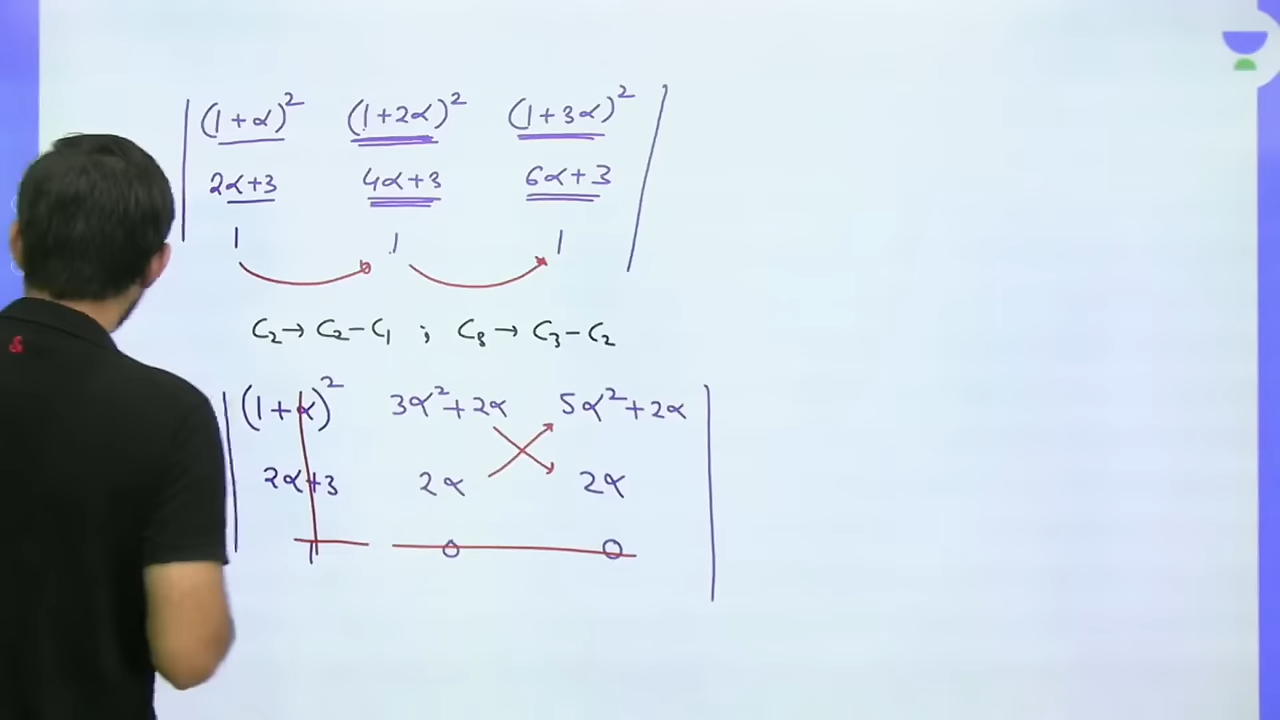 (1+α)² (1+2α)² (1+3α)²
2α+3 4α+3 6α+3
1 1 1
C₂→C₂−C₁ ; C₃→C₃−C₂
(1+α)² 3α²+2α 5α²+2α
2α+3 2α 2α
1 0 0